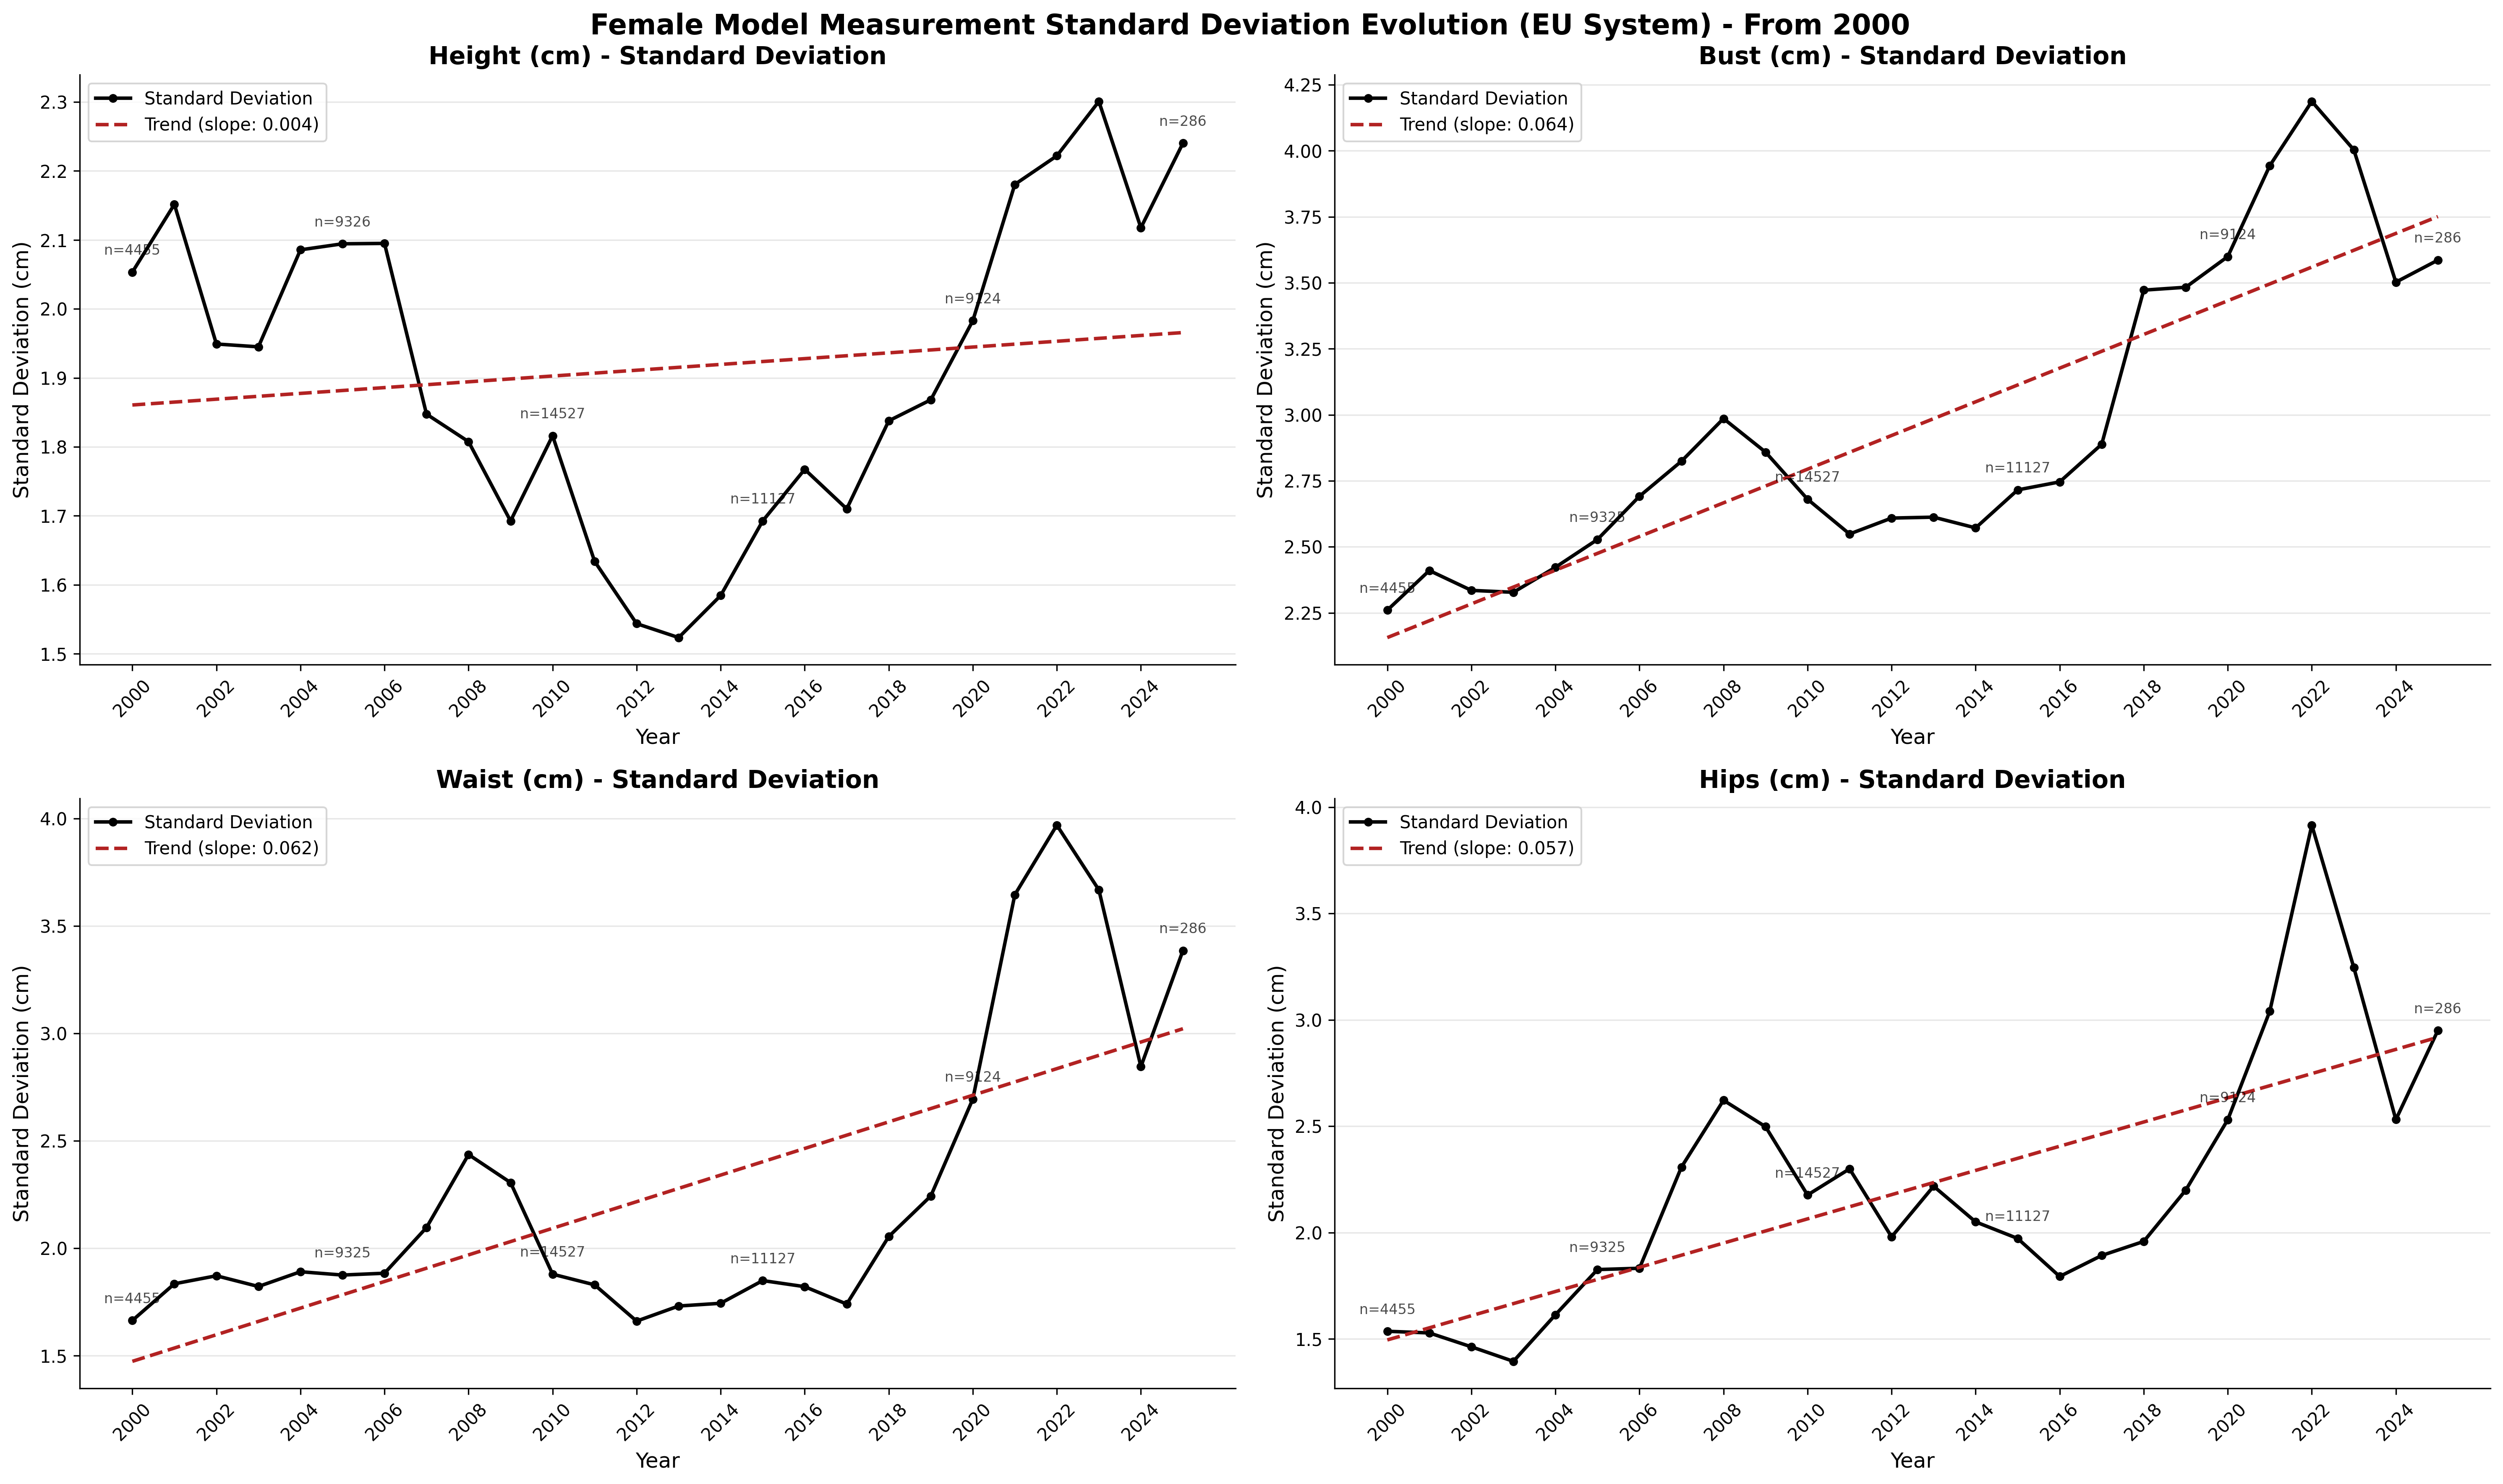 Female Model Measurement Standard Deviation Evolution (EU System) - From 2000
Height (cm) - Standard Deviation
Standard Deviation
Trend (slope: 0.004)
n=4455
n=9326
n=14527
n=11127
n=9124
n=286
2.3
2.2
2.1
2.0
1.9
1.8
1.7
1.6
1.5
Standard Deviation (cm)
2000
2002
2004
2006
2008
2010
2012
2014
2016
2018
2020
2022
2024
Year
Bust (cm) - Standard Deviation
Standard Deviation
Trend (slope: 0.064)
n=4455
n=9325
n=14527
n=11127
n=9124
n=286
4.25
4.00
3.75
3.50
3.25
3.00
2.75
2.50
2.25
Standard Deviation (cm)
2000
2002
2004
2006
2008
2010
2012
2014
2016
2018
2020
2022
2024
Year
Waist (cm) - Standard Deviation
Standard Deviation
Trend (slope: 0.062)
n=4455
n=9325
n=14527
n=11127
n=9124
n=286
4.0
3.5
3.0
2.5
2.0
1.5
Standard Deviation (cm)
2000
2002
2004
2006
2008
2010
2012
2014
2016
2018
2020
2022
2024
Year
Hips (cm) - Standard Deviation
Standard Deviation
Trend (slope: 0.057)
n=4455
n=9325
n=14527
n=11127
n=9124
n=286
4.0
3.5
3.0
2.5
2.0
1.5
Standard Deviation (cm)
2000
2002
2004
2006
2008
2010
2012
2014
2016
2018
2020
2022
2024
Year